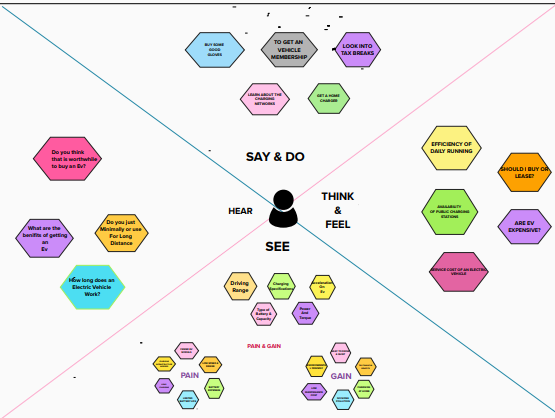 BUY SOME
GOOD
GLOVES
TO GET AN
VEHICLE
MEMBERSHIP
LOOK INTO
TAX BREAKS
LEARN ABOUT THE
CHARGING
NETWORKS
GET A HOME
CHARGER
SAY & DO
Do you think
that is worthwhile
to buy an Ev?
What are the
benifits of getting
an
Ev
Do you just
Minimally or use
For Long
Distance
How long does an
Electric Vehicle
Work?
HEAR
THINK
&
FEEL
EFFICIENCY OF
DAILY RUNNING
SHOULD I BUY OR
LEASE?
AVAILABILITY
OF PUBLIC CHARGING
STATIONS
ARE EV
EXPENSIVE?
SERVICE COST OF AN ELECTRIC
VEHICLE
SEE
Driving
Range
Charging
Specifications
Acceleration
On
Ev
Type of
Battery &
Capacity
Power
And
Torque
PAIN & GAIN
PAIN
GAIN